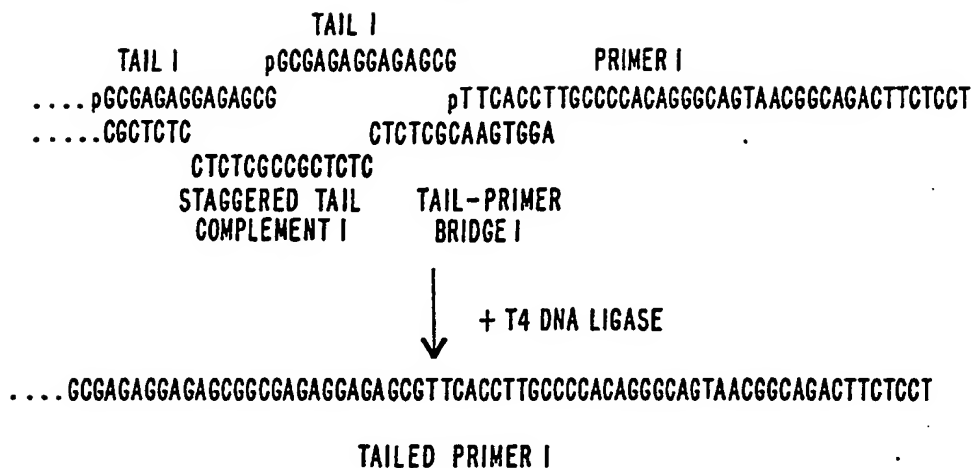 TAIL I
TAIL I pGCGAGAGGAGAGCG PRIMER I
....pGCGAGAGGAGAGCG pTTCACCTTGCCCCACAGGGCAGTAACGGCAGACTTCTCCT
.....CGCTCTC CTCTCGCAAGTGGA
CTCTCGCCGCTCTC
STAGGERED TAIL TAIL-PRIMER
COMPLEMENT I BRIDGE I
+ T4 DNA LIGASE
....GCGAGAGGAGAGCGGCGAGAGGAGAGCGTTCACCTTGCCCCACAGGGCAGTAACGGCAGACTTCTCCT
TAILED PRIMER I